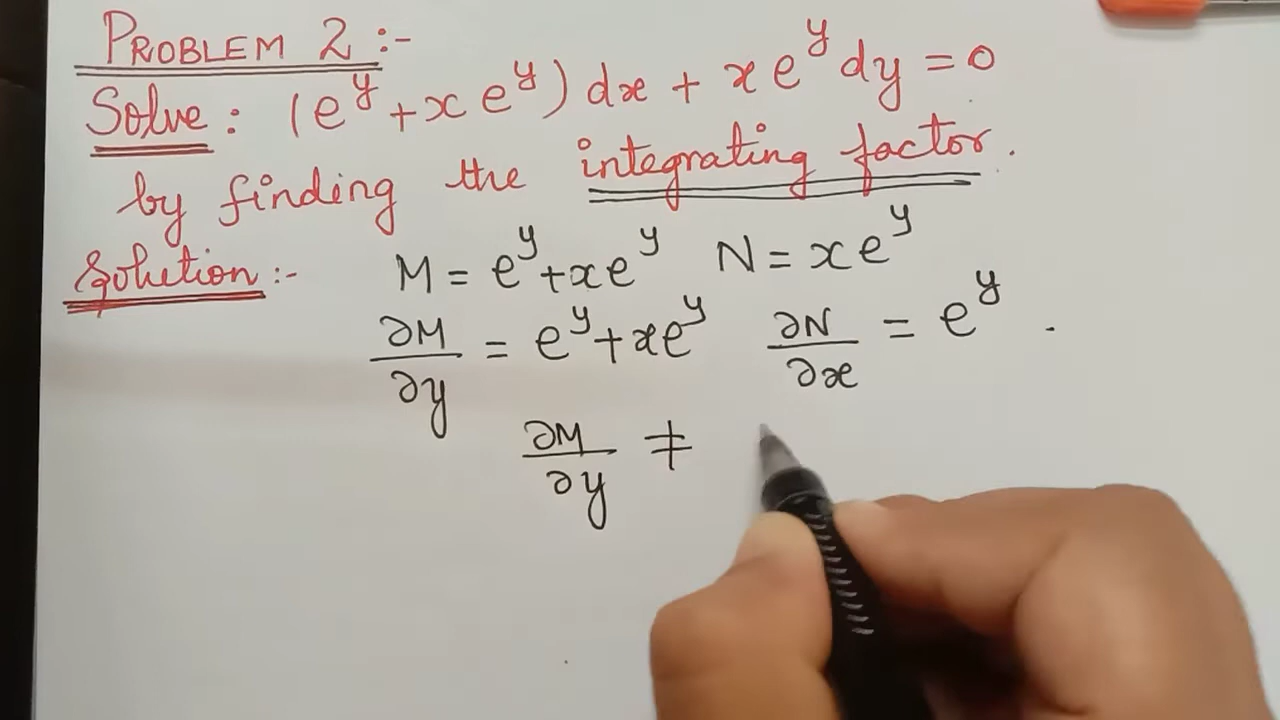 PROBLEM 2 :-
Solve : (e^y + x e^y) dx + x e^y dy = 0
by finding the integrating factor.
Solution :- M = e^y + x e^y N = x e^y
∂M/∂y = e^y + x e^y ∂N/∂x = e^y .
∂M/∂y ≠